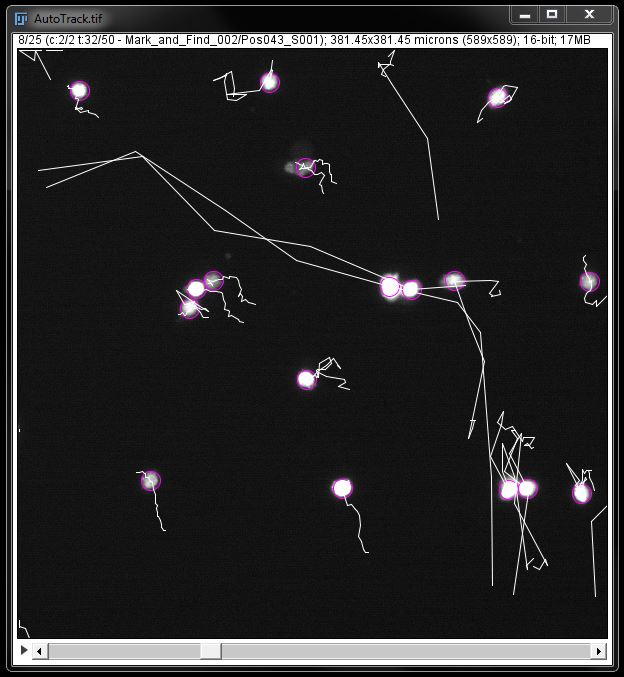 AutoTrack.tif
8/25 (c:2/2 t:32/50 - Mark_and_Find_002/Pos043_S001); 381.45x381.45 microns (589x589); 16-bit; 17MB